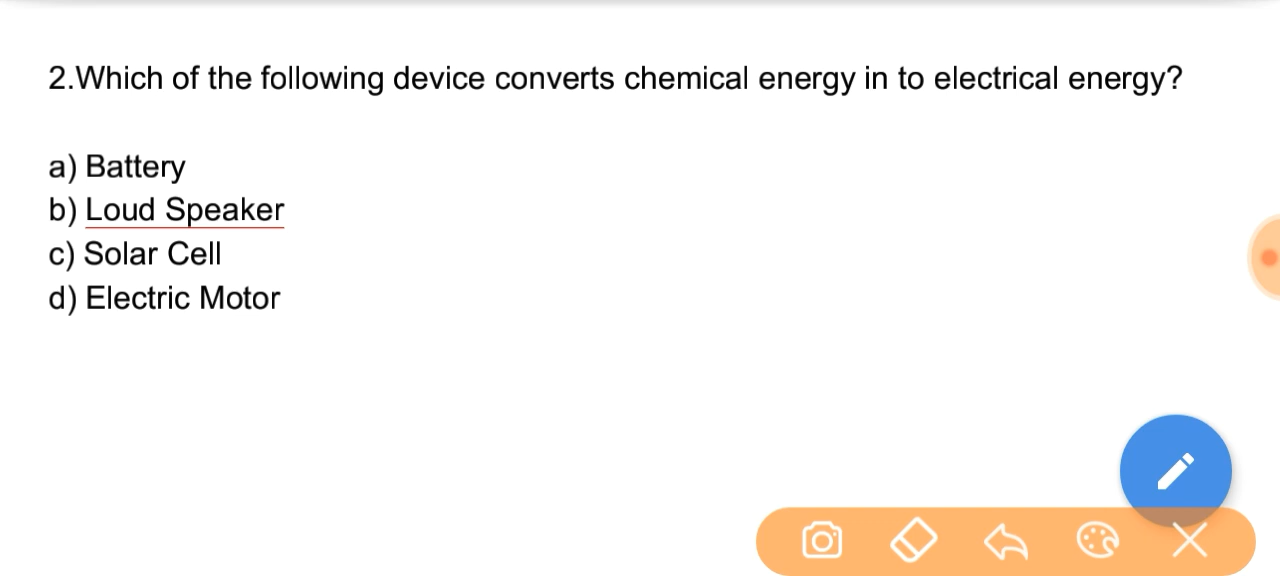 2.Which of the following device converts chemical energy in to electrical energy?
a) Battery
b) Loud Speaker
c) Solar Cell
d) Electric Motor